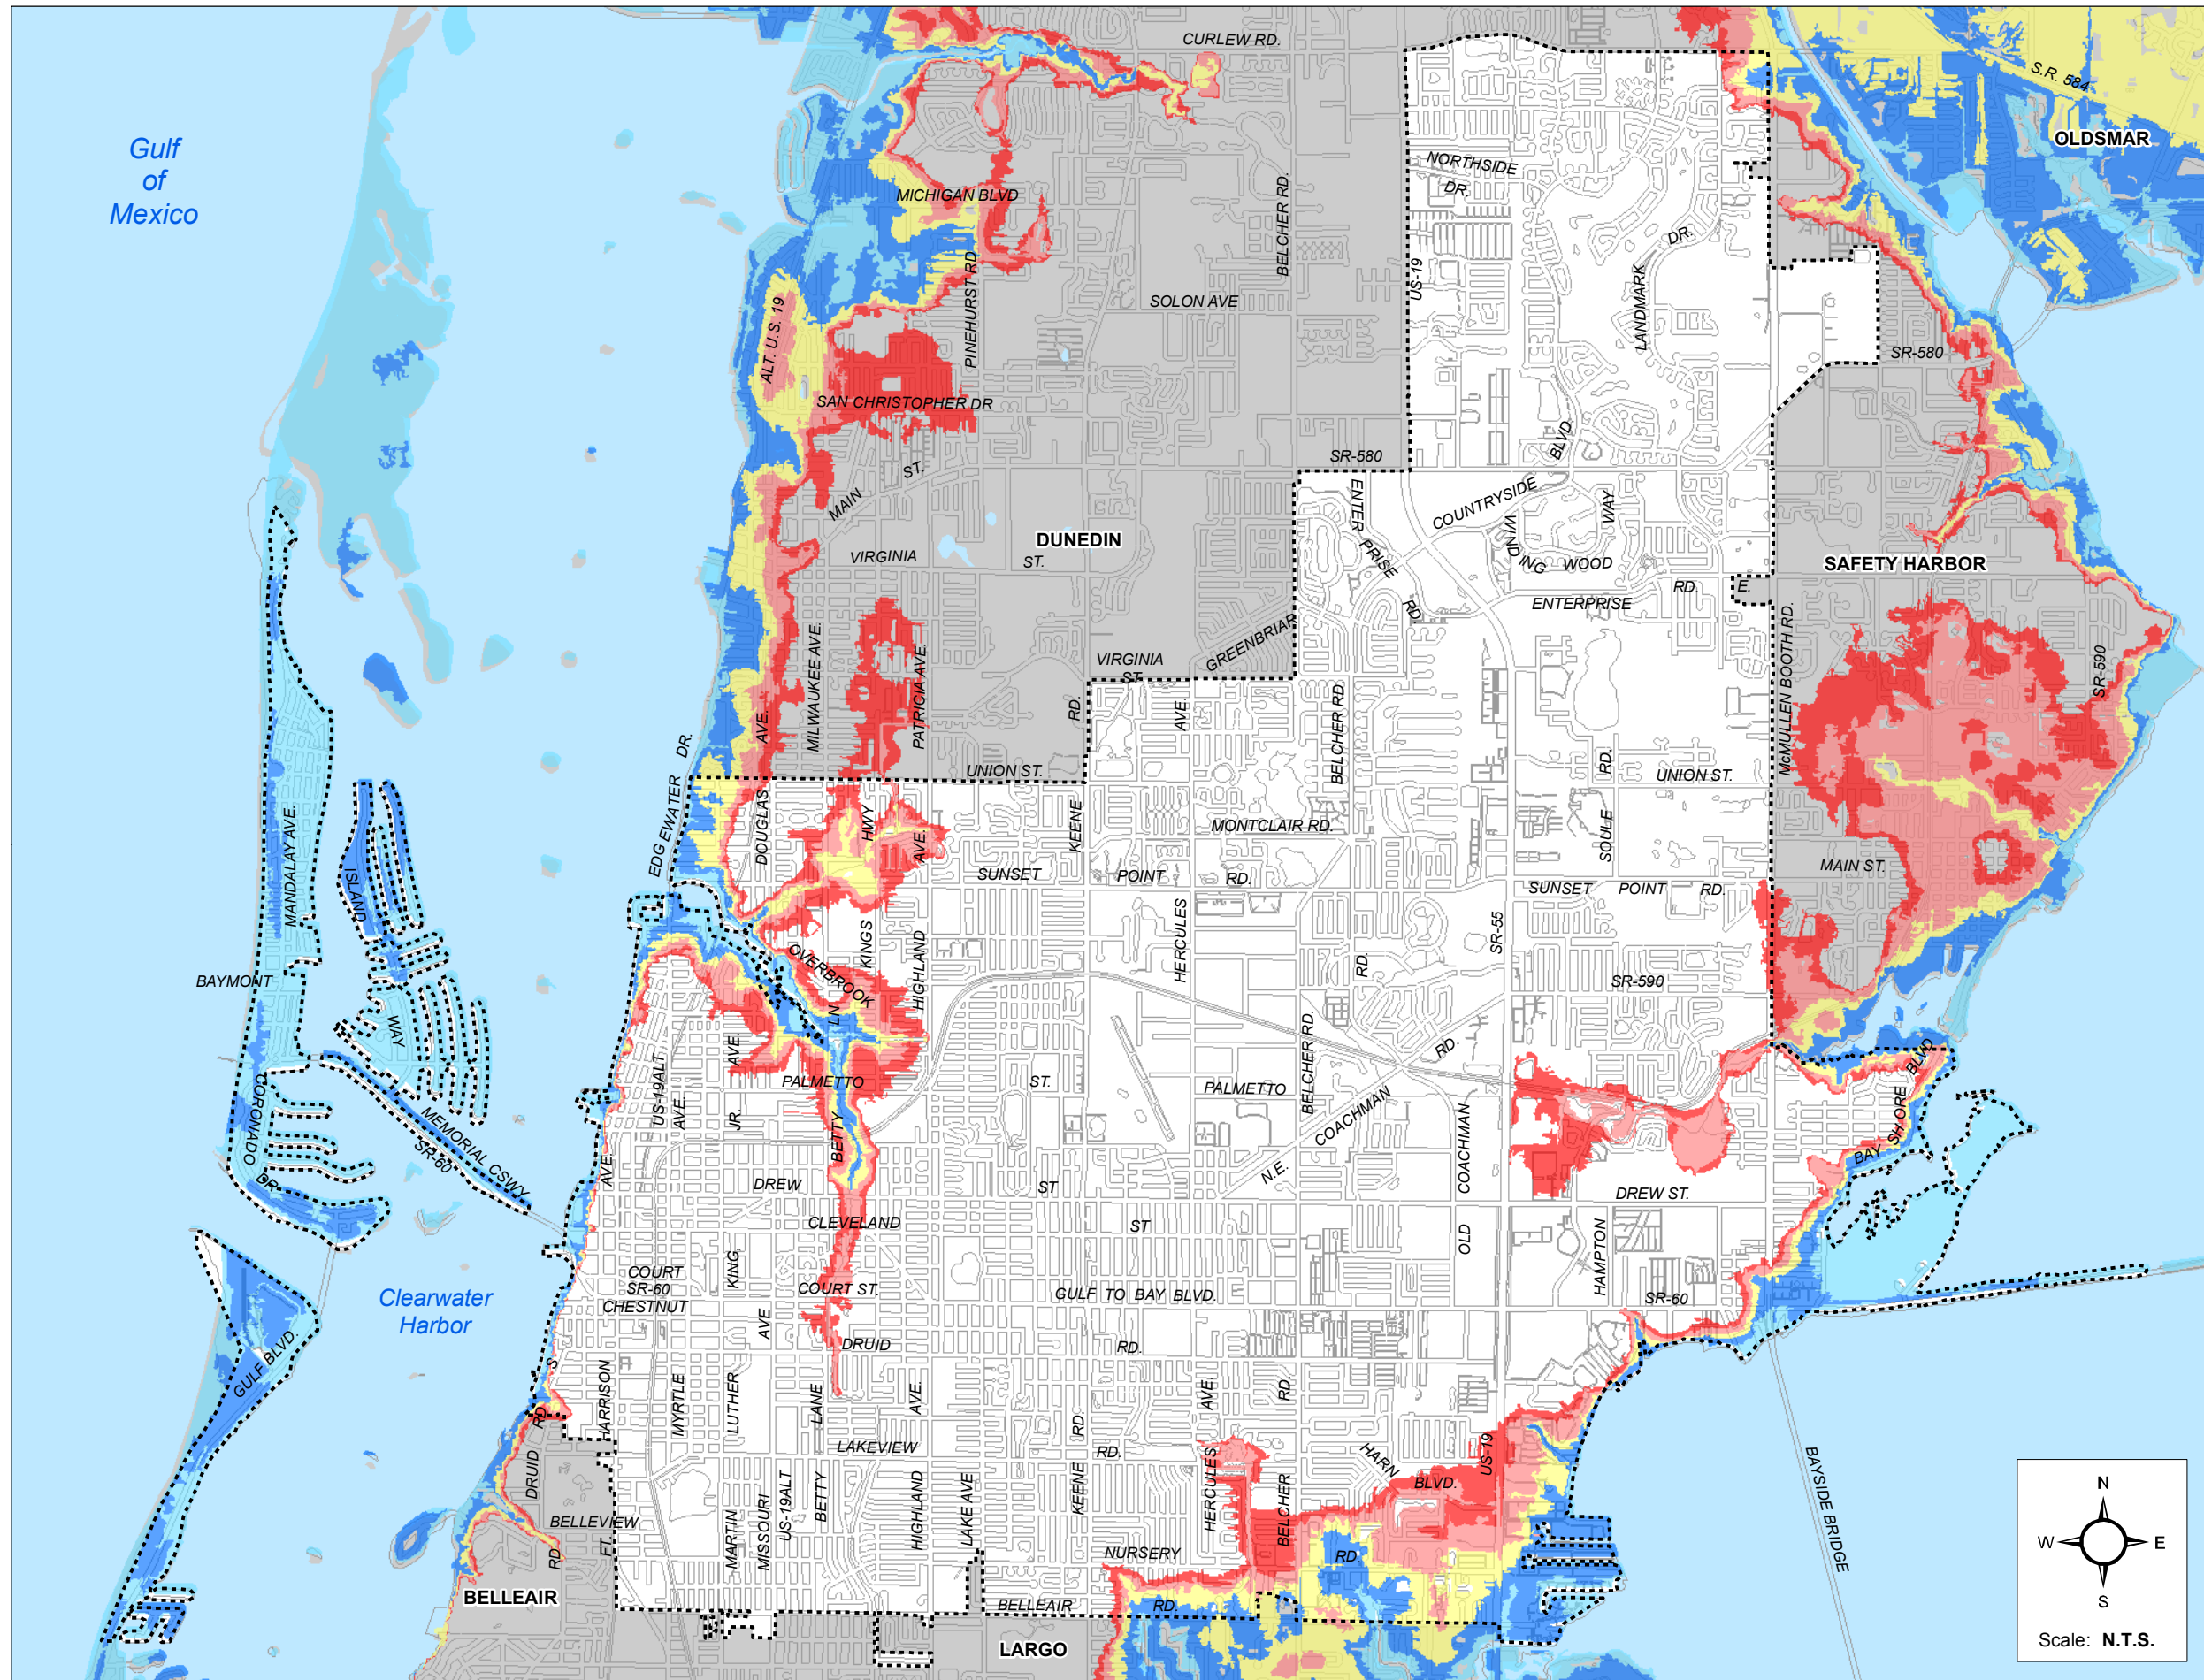 CURLEW RD.
S.R. 584
OLDSMAR
Gulf
of
Mexico
NORTHSIDE
DR.
MICHIGAN BLVD
BELCHER RD.
DR.
PINEHURST RD
US-19
LANDMARK
SOLON AVE
ALT. U.S. 19
SR-580
SAN CHRISTOPHER DR
BLVD.
SR-580
MAIN
ST.
ENTER
PRISE
RD.
COUNTRYSIDE
WAY
WIND
ING
WOOD
DUNEDIN
VIRGINIA
ST.
SAFETY HARBOR
RD.
E.
ENTERPRISE
McMULLEN BOOTH RD.
GREENBRIAR
SR-590
VIRGINIA
ST.
MILWAUKEE AVE.
PATRICIA AVE.
AVE.
RD.
AVE.
BELCHER RD.
EDG EWATER
DR.
UNION ST.
RD.
UNION ST.
MANDALAY AVE.
DOUGLAS
HWY
AVE.
KEENE
MONTCLAIR RD.
SOULE
ISLAND
SUNSET
POINT
RD.
SUNSET
POINT
RD.
MAIN ST.
KINGS
HIGHLAND
HERCULES
SR-55
BAYMONT
OVERBROOK
RD.
SR-590
WAY
LN
AVE.
US-19ALT
AVE.
PALMETTO
ST.
PALMETTO
BELCHER RD.
RD.
COACHMAN
N.E.
BLVD
BAY SH ORE
CORONADO
DR
MEMORIAL CSWY
SR-60
JR.
BETTY
COACHMAN
AVE
DREW
ST
DREW ST.
CLEVELAND
ST
OLD
HAMPTON
KING,
COURT
SR-60
CHESTNUT
COURT ST.
GULF TO BAY BLVD.
SR-60
Clearwater
Harbor
AVE
GULF BLVD.
DRUID
RD.
S
HARRISON
MYRTLE
LUTHER
LANE
AVE.
RD.
AVE.
RD.
RD.
DRUID
LAKEVIEW
RD.
HARN
BLVD.
US-19
BAYSIDE BRIDGE
HERCULES
BELCHER
MARTIN
MISSOURI
US-19ALT
BETTY
HIGHLAND
LAKE AVE
KEENE
BELLEVIEW
RD.
FT.
NURSERY
RD.
BELLEAIR
BELLEAIR
RD.
LARGO
N
W
E
S
Scale: N.T.S.